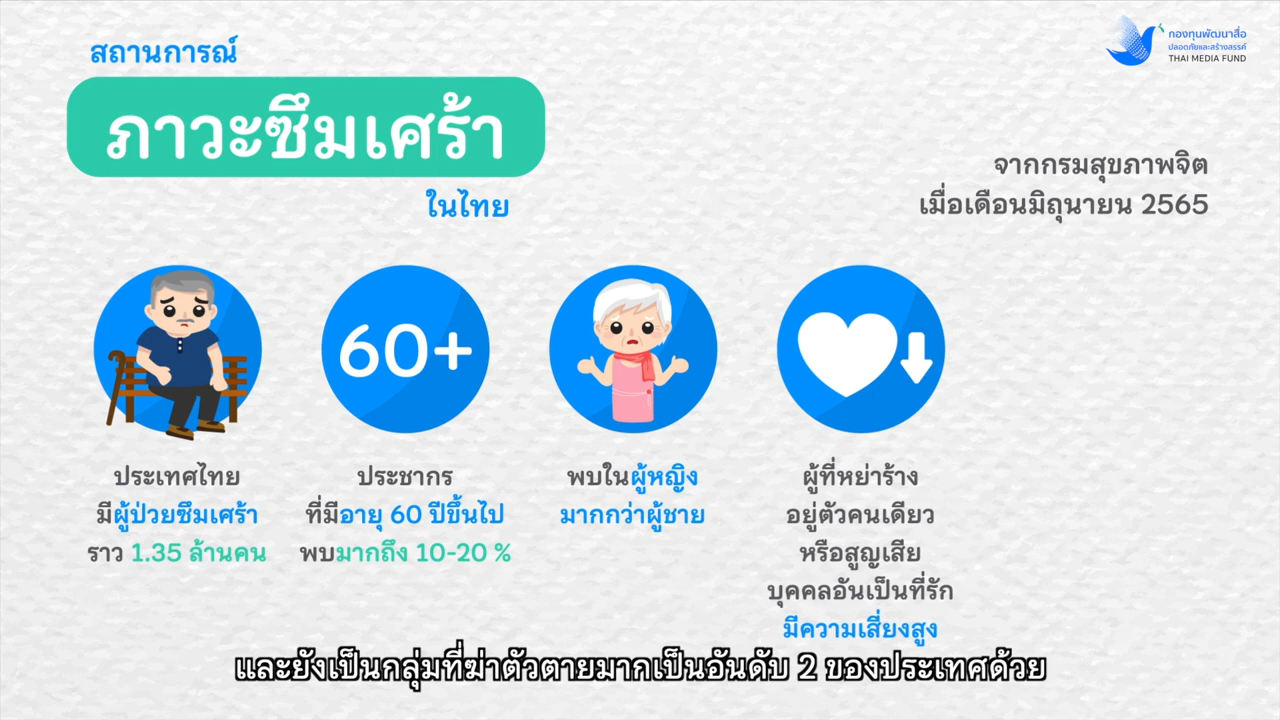 สถานการณ์
ภาวะซึมเศร้า
ในไทย
กองทุนพัฒนาสื่อ
ปลอดภัยและสร้างสรรค์
THAI MEDIA FUND
จากกรมสุขภาพจิต
เมื่อเดือนมิถุนายน 2565
60+
ประเทศไทย
มีผู้ป่วยซึมเศร้า
ราว 1.35 ล้านคน
ประชากร
ที่มีอายุ 60 ปีขึ้นไป
พบมากถึง 10-20 %
พบในผู้หญิง
มากกว่าผู้ชาย
ผู้ที่หย่าร้าง
อยู่ตัวคนเดียว
หรือสูญเสีย
บุคคลอันเป็นที่รัก
มีความเสี่ยงสูง
และยังเป็นกลุ่มที่ฆ่าตัวตายมากเป็นอันดับ 2 ของประเทศด้วย